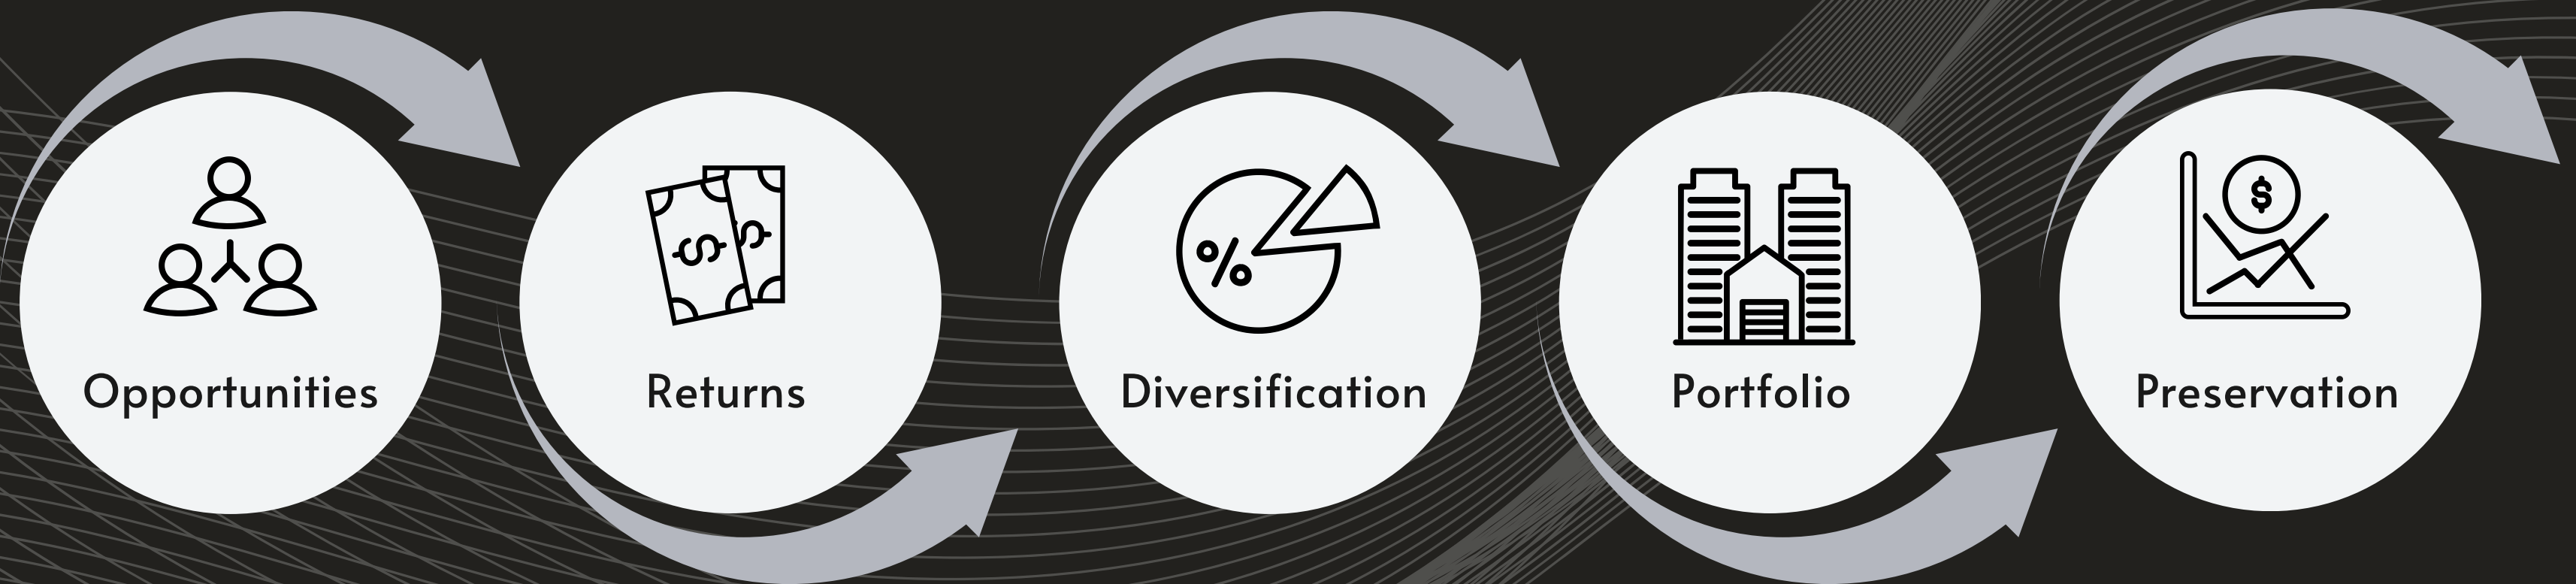 Opportunities
Returns
Diversification
Portfolio
Preservation
$
$
%
$